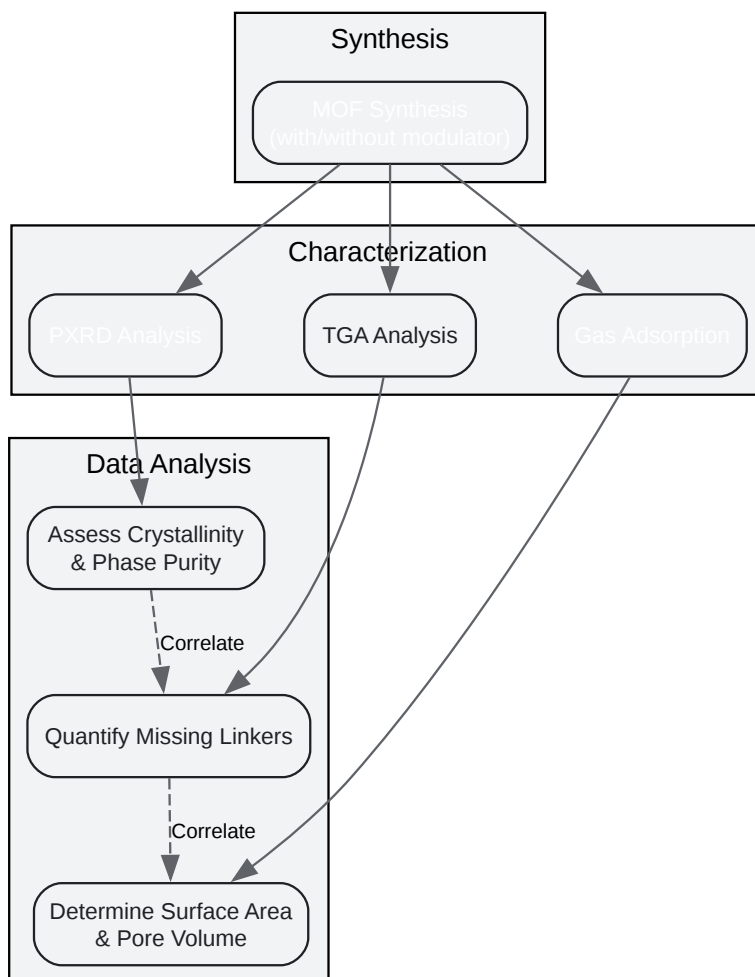 Synthesis
MOF Synthesis
(with/without modulator)
Characterization
PXRD Analysis
TGA Analysis
Gas Adsorption
Data Analysis
Assess Crystallinity
& Phase Purity
Correlate
Quantify Missing Linkers
Correlate
Determine Surface Area
& Pore Volume